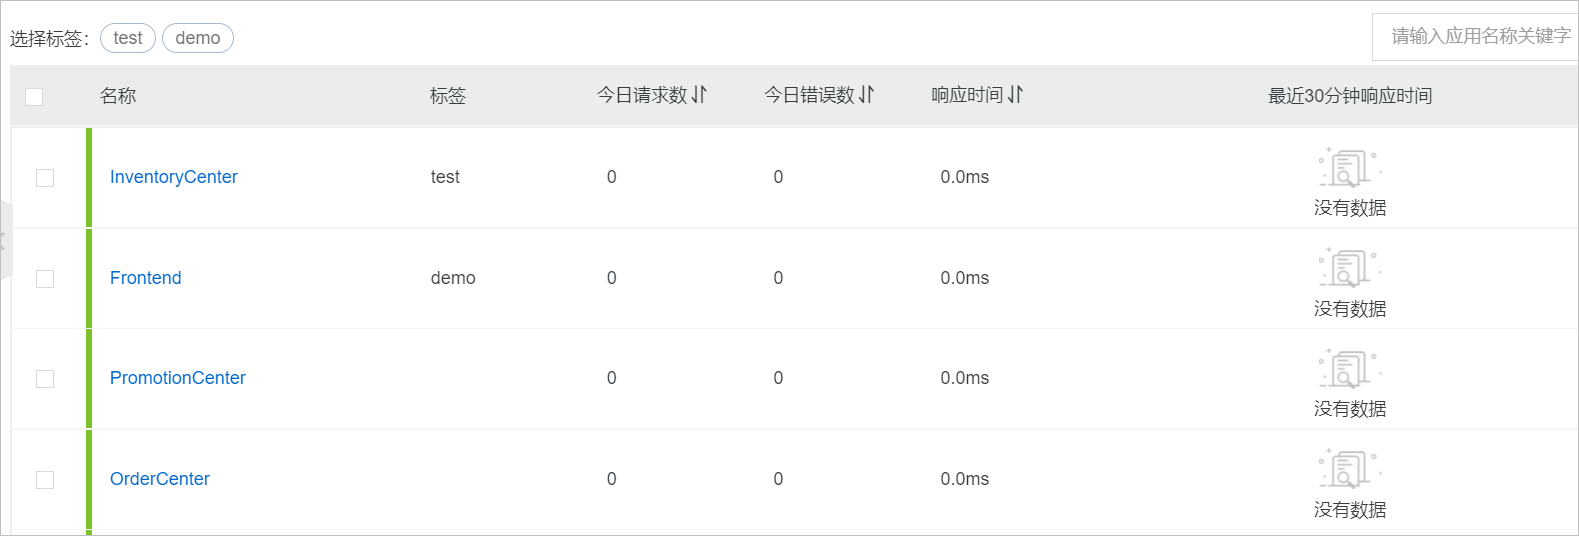 选择标签： test demo 请输入应用名称关键字
名称 标签 今日请求数 今日错误数 响应时间 最近30分钟响应时间
InventoryCenter test 0 0 0.0ms
没有数据
Frontend demo 0 0 0.0ms
没有数据
PromotionCenter 0 0 0.0ms
没有数据
OrderCenter 0 0 0.0ms
没有数据